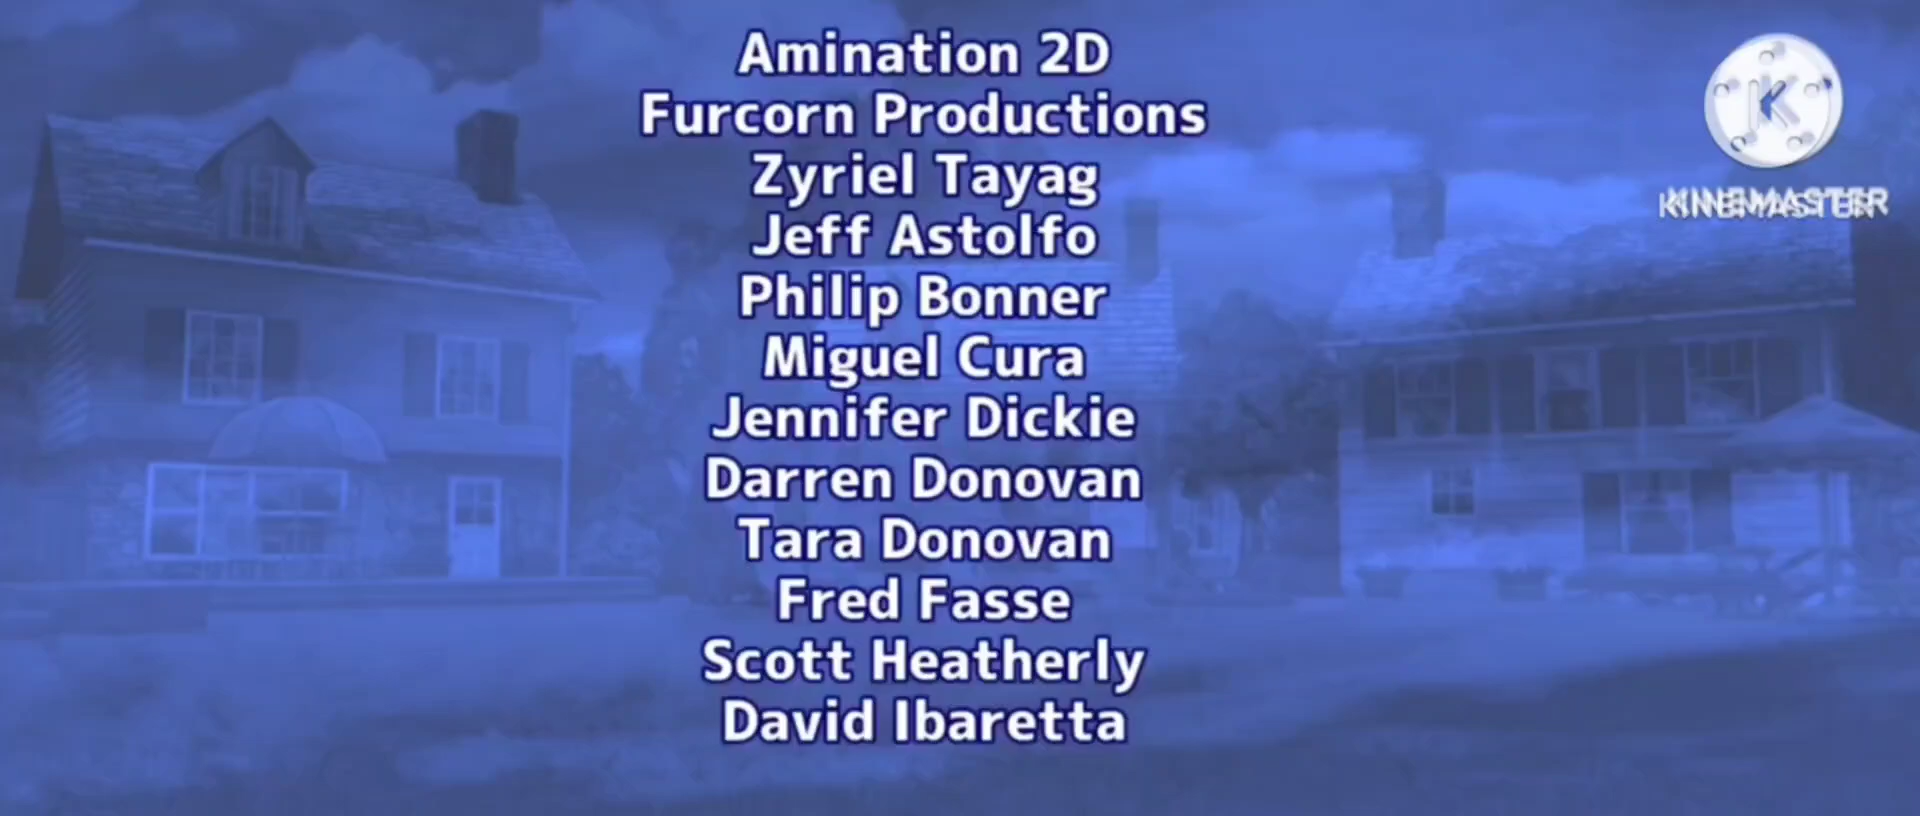 Amination 2D
Furcorn Productions
Zyriel Tayag
Jeff Astolfo
Philip Bonner
Miguel Cura
Jennifer Dickie
Darren Donovan
Tara Donovan
Fred Fasse
Scott Heatherly
David Ibaretta
KINEMASTER
KINEMASTER